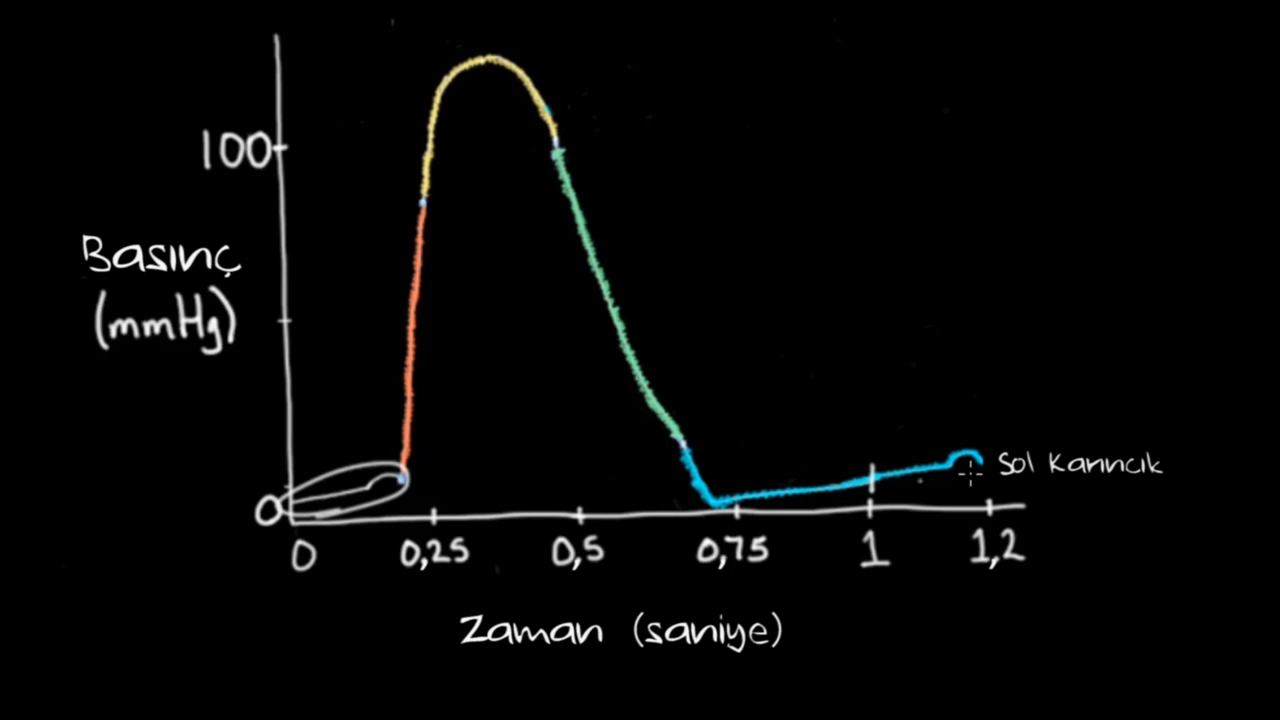 100
Basınç
(mmHg)
Sol Karıncık
0
0 0,25 0,5 0,75 1 1,2
Zaman (saniye)